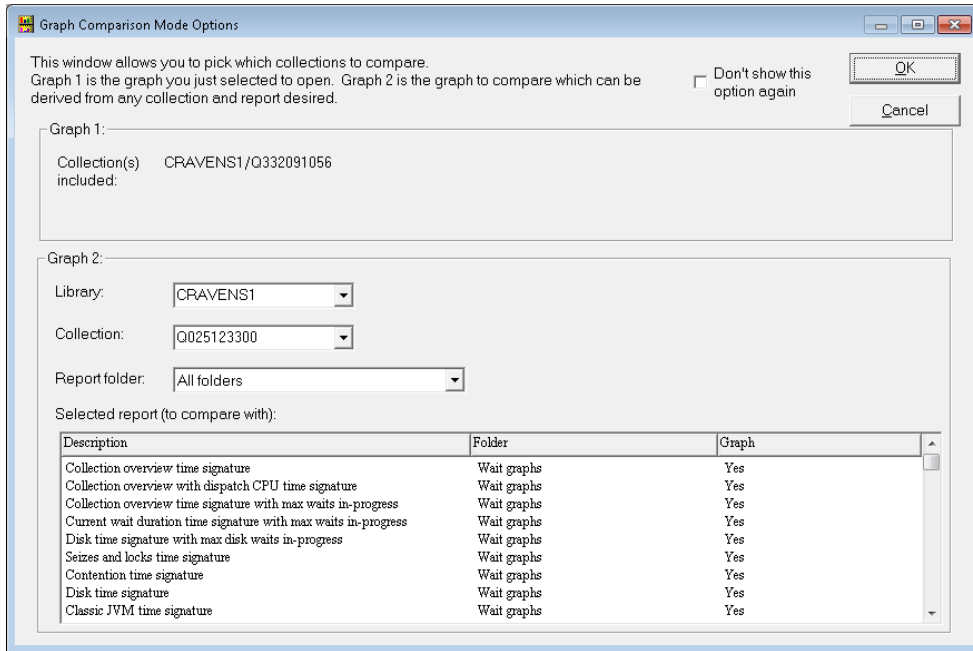 Graph Comparison Mode Options
This window allows you to pick which collections to compare.
Graph 1 is the graph you just selected to open. Graph 2 is the graph to compare which can be
derived from any collection and report desired.
Don't show this
option again
OK
Cancel
Graph 1:
Collection(s)
included:
CRAVENS1/Q332091056
Graph 2:
Library: CRAVENS1
Collection: Q025123300
Report folder: All folders
Selected report (to compare with):
Description Folder Graph
Collection overview time signature Wait graphs Yes
Collection overview with dispatch CPU time signature Wait graphs Yes
Collection overview time signature with max waits in-progress Wait graphs Yes
Current wait duration time signature with max waits in-progress Wait graphs Yes
Disk time signature with max disk waits in-progress Wait graphs Yes
Seizes and locks time signature Wait graphs Yes
Contention time signature Wait graphs Yes
Disk time signature Wait graphs Yes
Classic JVM time signature Wait graphs Yes